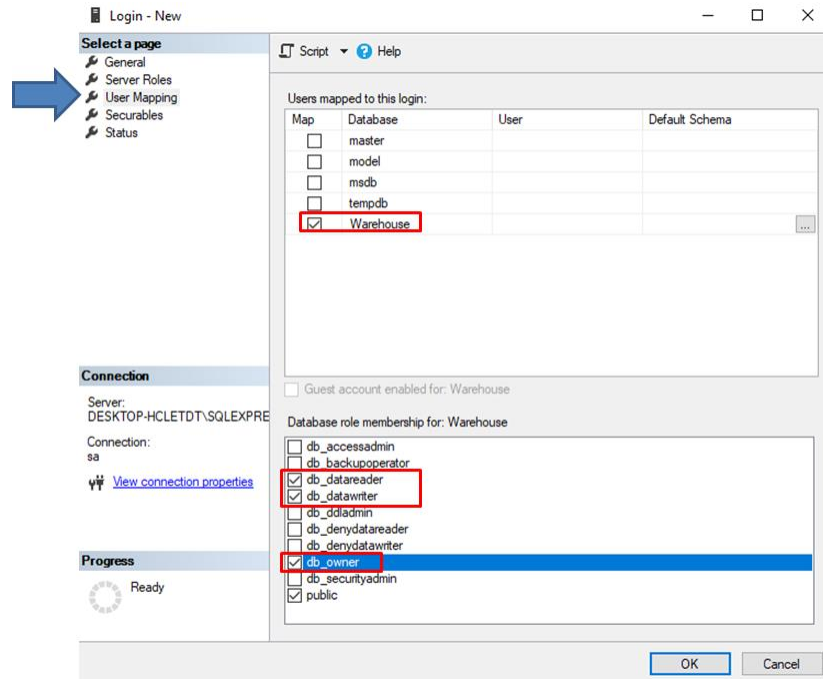 Login - New
Select a page
General
Server Roles
User Mapping
Securables
Status
Script Help
Users mapped to this login:
Map Database User Default Schema
master
model
msdb
tempdb
Warehouse ...
Guest account enabled for: Warehouse
Database role membership for: Warehouse
db_accessadmin
db_backupoperator
db_datareader
db_datawriter
db_ddladmin
db_denydatareader
db_denydatawriter
db_owner
db_securityadmin
public
Connection
Server:
DESKTOP-HCLETDT\SQLEXPRE
Connection:
sa
View connection properties
Progress
Ready
OK Cancel